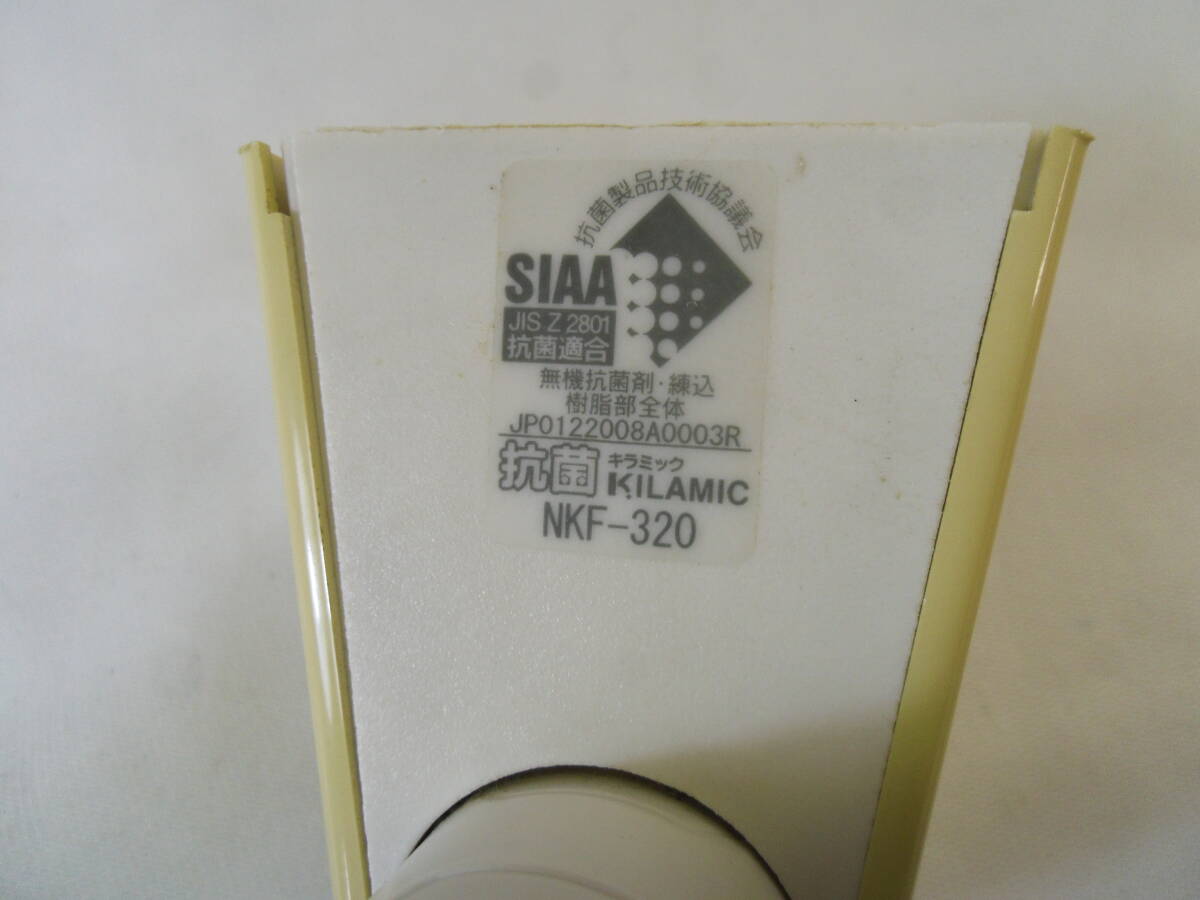 抗菌製品技術協議会
SIAA
JIS Z 2801
抗菌適合
無機抗菌剤・練込
樹脂部全体
JP0122008A0003R
抗菌 キラミック
KILAMIC
NKF-320